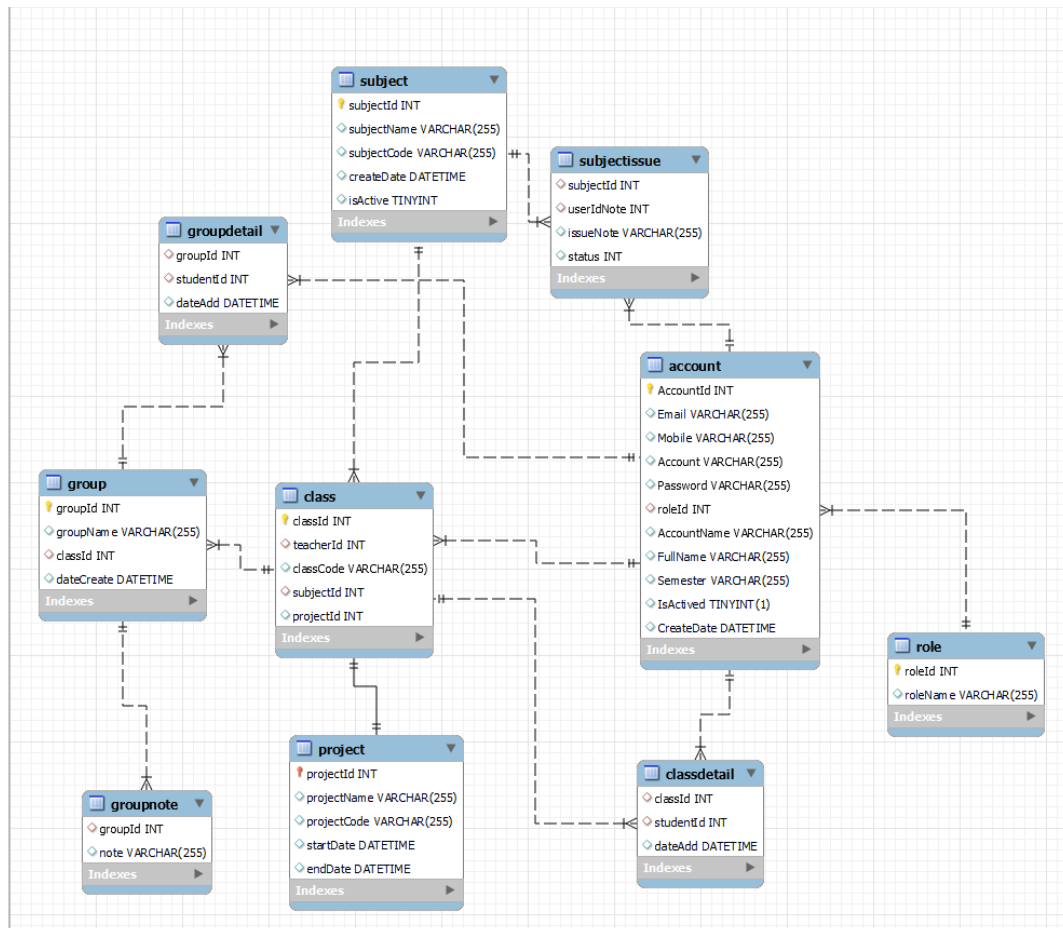 subject
subjectId INT
subjectName VARCHAR(255)
subjectCode VARCHAR(255)
createDate DATETIME
isActive TINYINT
Indexes
subjectissue
subjectId INT
userIdNote INT
issueNote VARCHAR(255)
status INT
Indexes
groupdetail
groupId INT
studentId INT
dateAdd DATETIME
Indexes
account
AccountId INT
Email VARCHAR(255)
Mobile VARCHAR(255)
Account VARCHAR(255)
Password VARCHAR(255)
roleId INT
AccountName VARCHAR(255)
FullName VARCHAR(255)
Semester VARCHAR(255)
IsActived TINYINT(1)
CreateDate DATETIME
Indexes
group
groupId INT
groupName VARCHAR(255)
classId INT
dateCreate DATETIME
Indexes
class
classId INT
teacherId INT
classCode VARCHAR(255)
subjectId INT
projectId INT
Indexes
role
roleId INT
roleName VARCHAR(255)
Indexes
project
projectId INT
projectName VARCHAR(255)
projectCode VARCHAR(255)
startDate DATETIME
endDate DATETIME
Indexes
classdetail
classId INT
studentId INT
dateAdd DATETIME
Indexes
groupnote
groupId INT
note VARCHAR(255)
Indexes